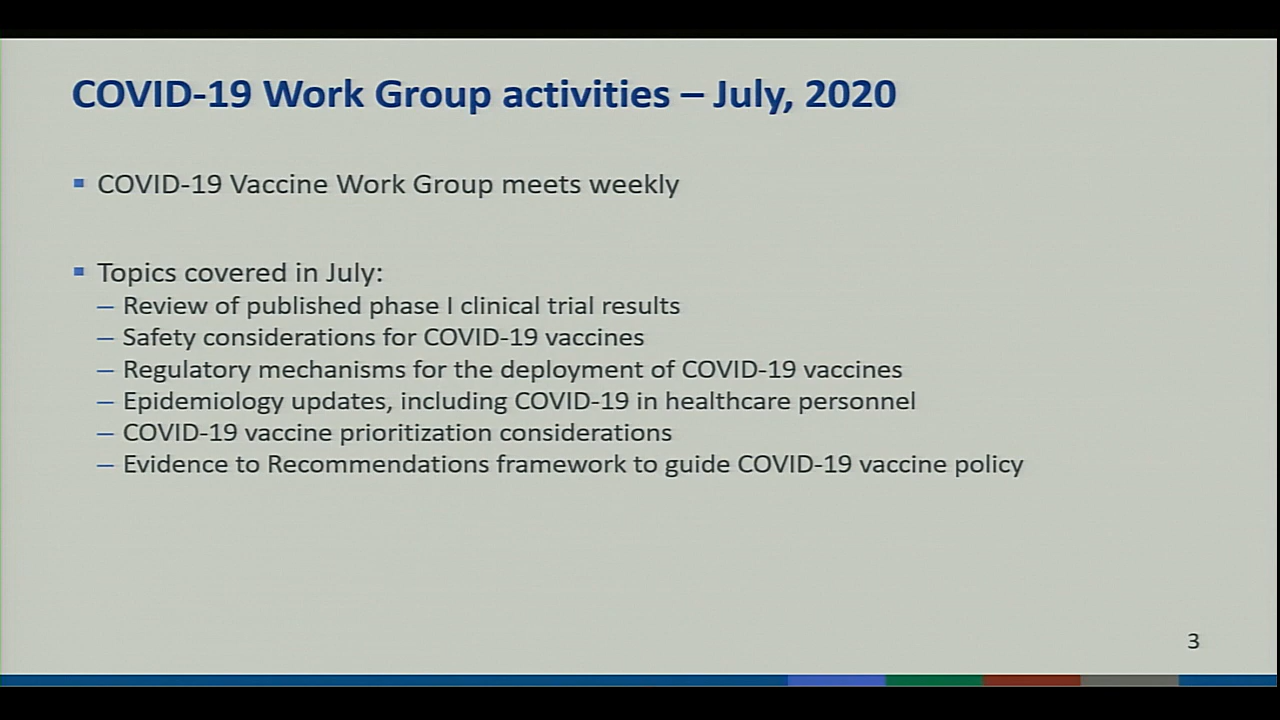 COVID-19 Work Group activities – July, 2020
▪ COVID-19 Vaccine Work Group meets weekly
▪ Topics covered in July:
– Review of published phase I clinical trial results
– Safety considerations for COVID-19 vaccines
– Regulatory mechanisms for the deployment of COVID-19 vaccines
– Epidemiology updates, including COVID-19 in healthcare personnel
– COVID-19 vaccine prioritization considerations
– Evidence to Recommendations framework to guide COVID-19 vaccine policy
3